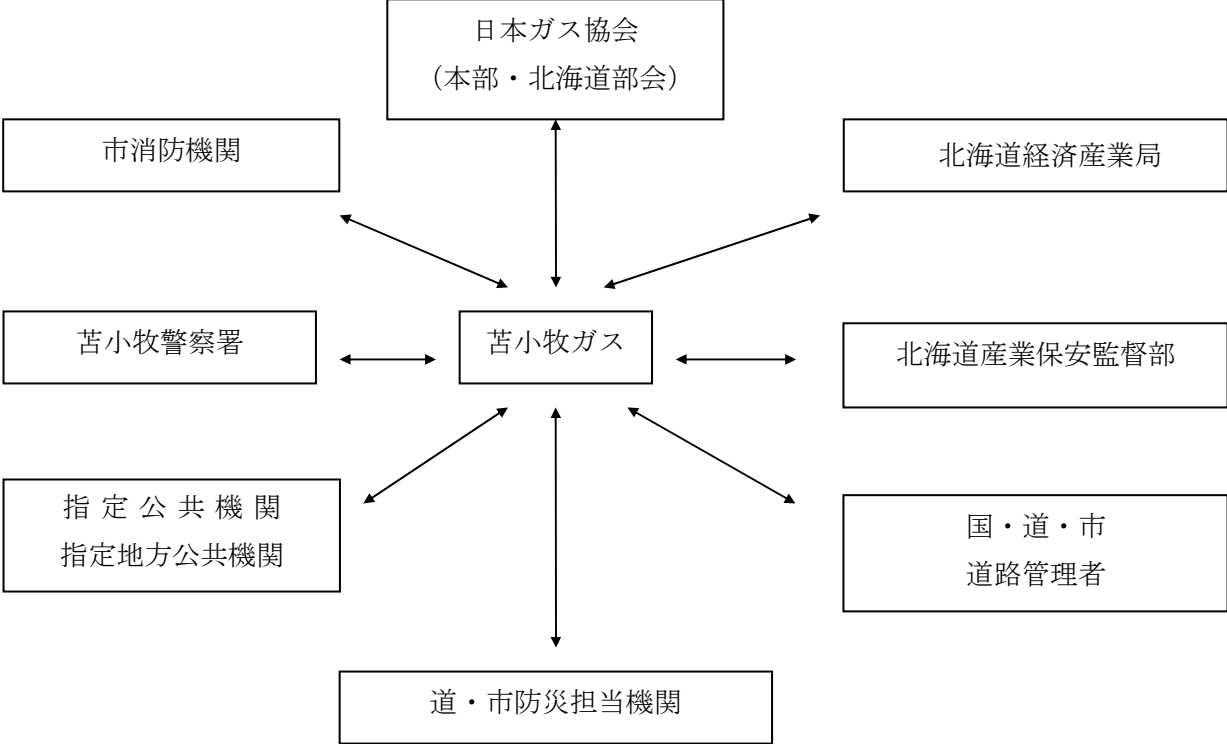 日本ガス協会
（本部・北海道部会）
市消防機関
北海道経済産業局
苫小牧警察署
苫小牧ガス
北海道産業保安監督部
指 定 公 共 機 関
指定地方公共機関
国・道・市
道路管理者
道・市防災担当機関